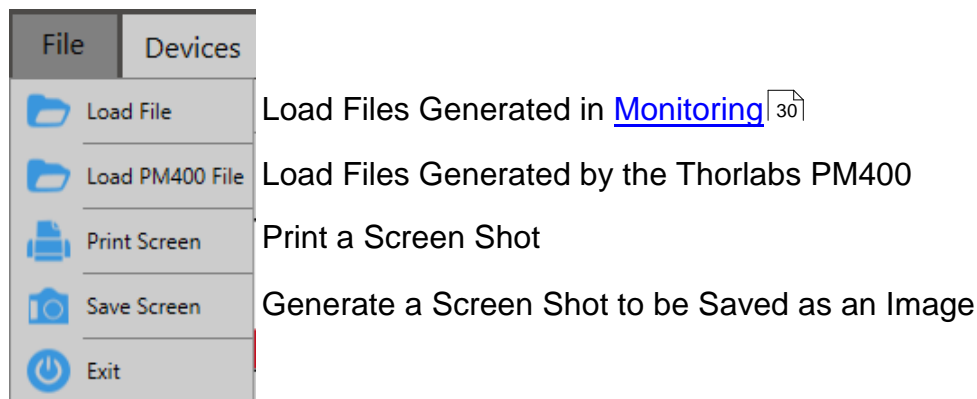 File Devices
Load File Load Files Generated in Monitoring 30
Load PM400 File Load Files Generated by the Thorlabs PM400
Print Screen Print a Screen Shot
Save Screen Generate a Screen Shot to be Saved as an Image
Exit